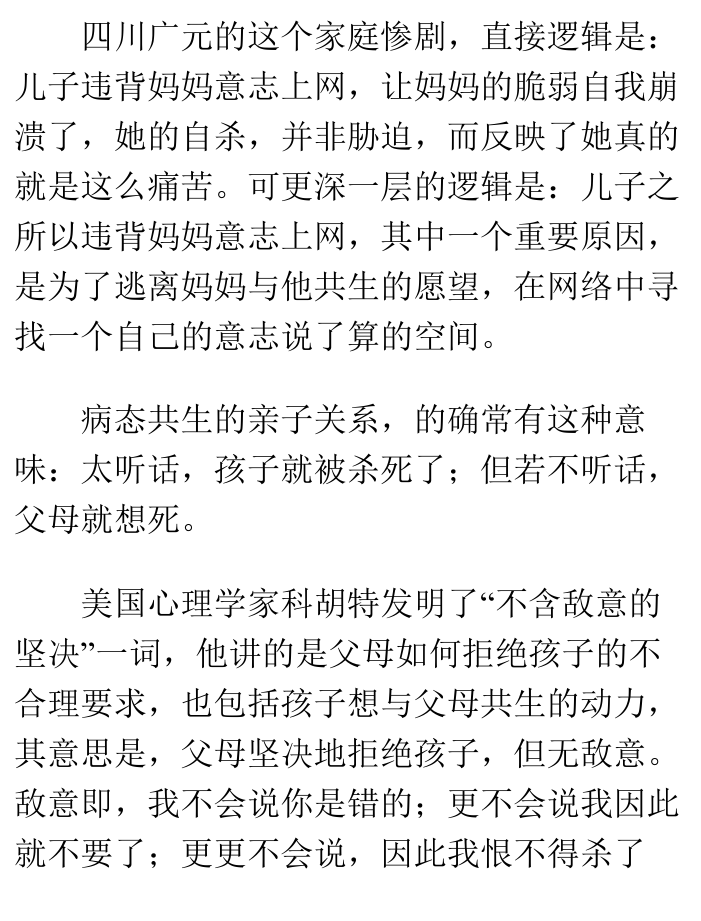 四川广元的这个家庭惨剧，直接逻辑是：
儿子违背妈妈意志上网，让妈妈的脆弱自我崩
溃了，她的自杀，并非胁迫，而反映了她真的
就是这么痛苦。可更深一层的逻辑是：儿子之
所以违背妈妈意志上网，其中一个重要原因，
是为了逃离妈妈与他共生的愿望，在网络中寻
找一个自己的意志说了算的空间。
病态共生的亲子关系，的确常有这种意
味：太听话，孩子就被杀死了；但若不听话，
父母就想死。
美国心理学家科胡特发明了“不含敌意的
坚决”一词，他讲的是父母如何拒绝孩子的不
合理要求，也包括孩子想与父母共生的动力，
其意思是，父母坚决地拒绝孩子，但无敌意。
敌意即，我不会说你是错的；更不会说我因此
就不要了；更更不会说，因此我恨不得杀了